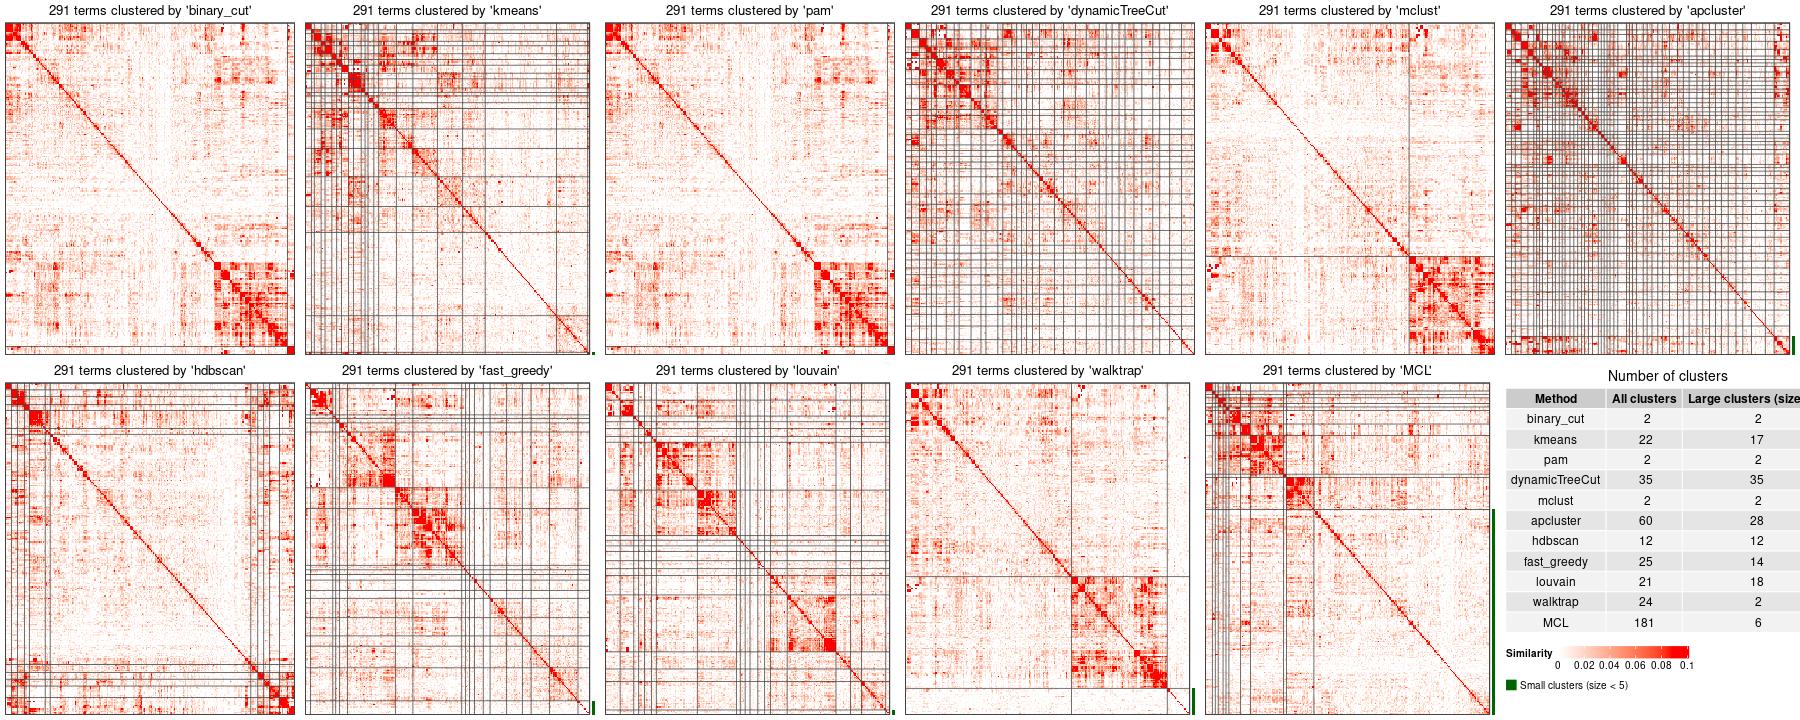 291 terms clustered by 'binary_cut'
291 terms clustered by 'kmeans'
291 terms clustered by 'pam'
291 terms clustered by 'dynamicTreeCut'
291 terms clustered by 'mclust'
291 terms clustered by 'apcluster'
291 terms clustered by 'hdbscan'
291 terms clustered by 'fast_greedy'
291 terms clustered by 'louvain'
291 terms clustered by 'walktrap'
291 terms clustered by 'MCL'
Number of clusters
Method All clusters Large clusters (size
binary_cut 2 2
kmeans 22 17
pam 2 2
dynamicTreeCut 35 35
mclust 2 2
apcluster 60 28
hdbscan 12 12
fast_greedy 25 14
louvain 21 18
walktrap 24 2
MCL 181 6
Similarity
0 0.02 0.04 0.06 0.08 0.1
Small clusters (size < 5)